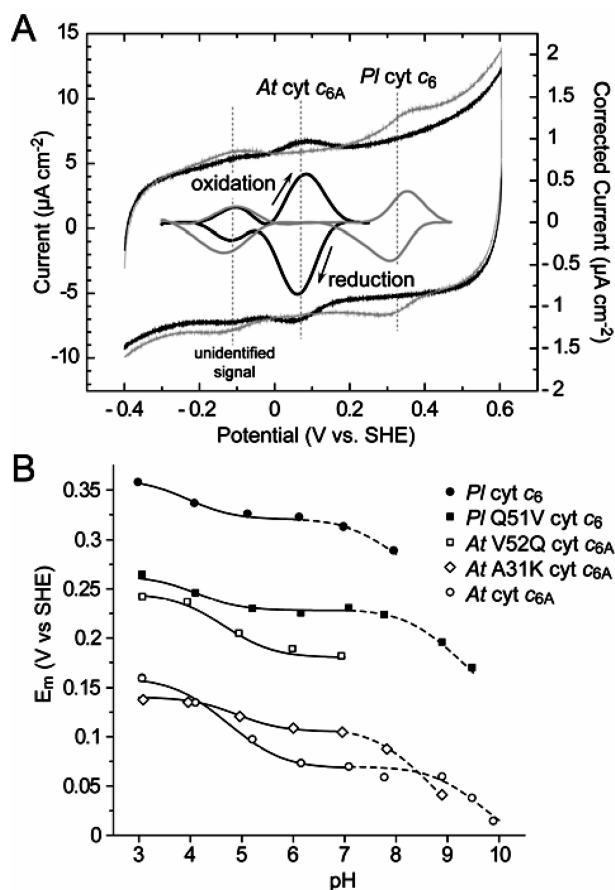 A
15
10
5
0
-5
-10
Current (µA cm-2)
2
1.5
1
0.5
0
-0.5
-1
-1.5
-2
Corrected Current (µA cm-2)
At cyt c6A
Pl cyt c6
oxidation
reduction
unidentified
signal
-0.4 -0.2 0 0.2 0.4 0.6
Potential (V vs. SHE)
B
0.35
0.3
0.25
0.2
0.15
0.1
0.05
0
Em (V vs SHE)
Pl cyt c6
Pl Q51V cyt c6
At V52Q cyt c6A
At A31K cyt c6A
At cyt c6A
3 4 5 6 7 8 9 10
pH